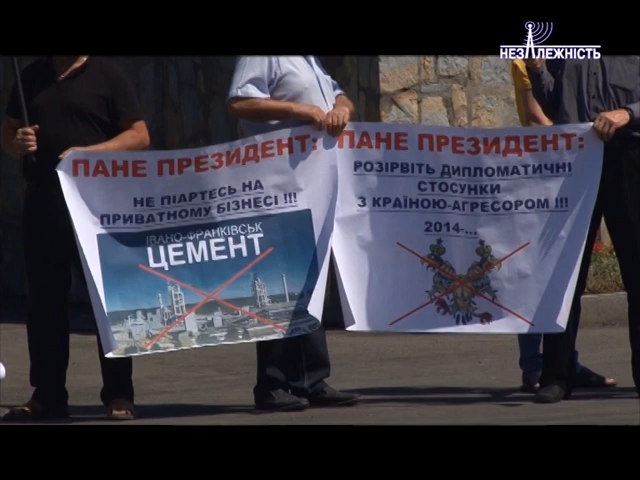 НЕЗАЛЕЖНІСТЬ
ПАНЕ ПРЕЗИДЕНТ:
НЕ ПІАРТЕСЬ НА
ПРИВАТНОМУ БІЗНЕСІ !!!
ІВАНО-ФРАНКІВСЬК
ЦЕМЕНТ
ПАНЕ ПРЕЗИДЕНТ:
РОЗІРВІТЬ ДИПЛОМАТИЧНІ
СТОСУНКИ
З КРАЇНОЮ-АГРЕСОРОМ !!!
2014-...